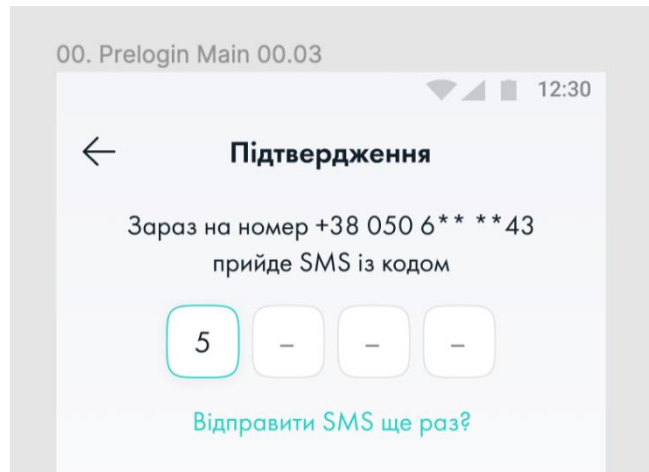 00. Prelogin Main 00.03
12:30
Підтвердження
Зараз на номер +38 050 6** **43
прийде SMS із кодом
5 – – –
Відправити SMS ще раз?